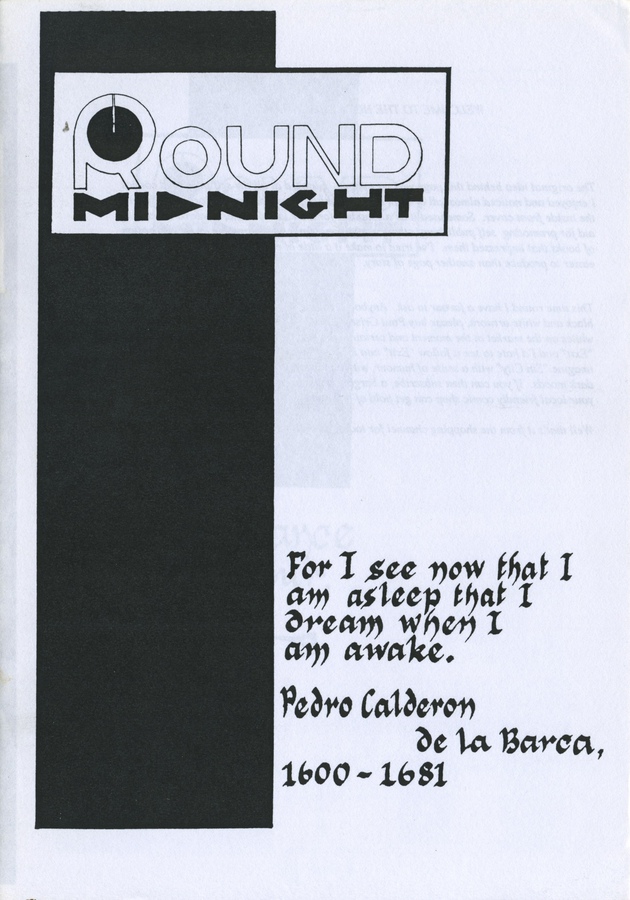 ROUND
MIDNIGHT
For I see now that I
am asleep that I
dream when I
am awake.
Pedro Calderon
de la Barca,
1600 - 1681